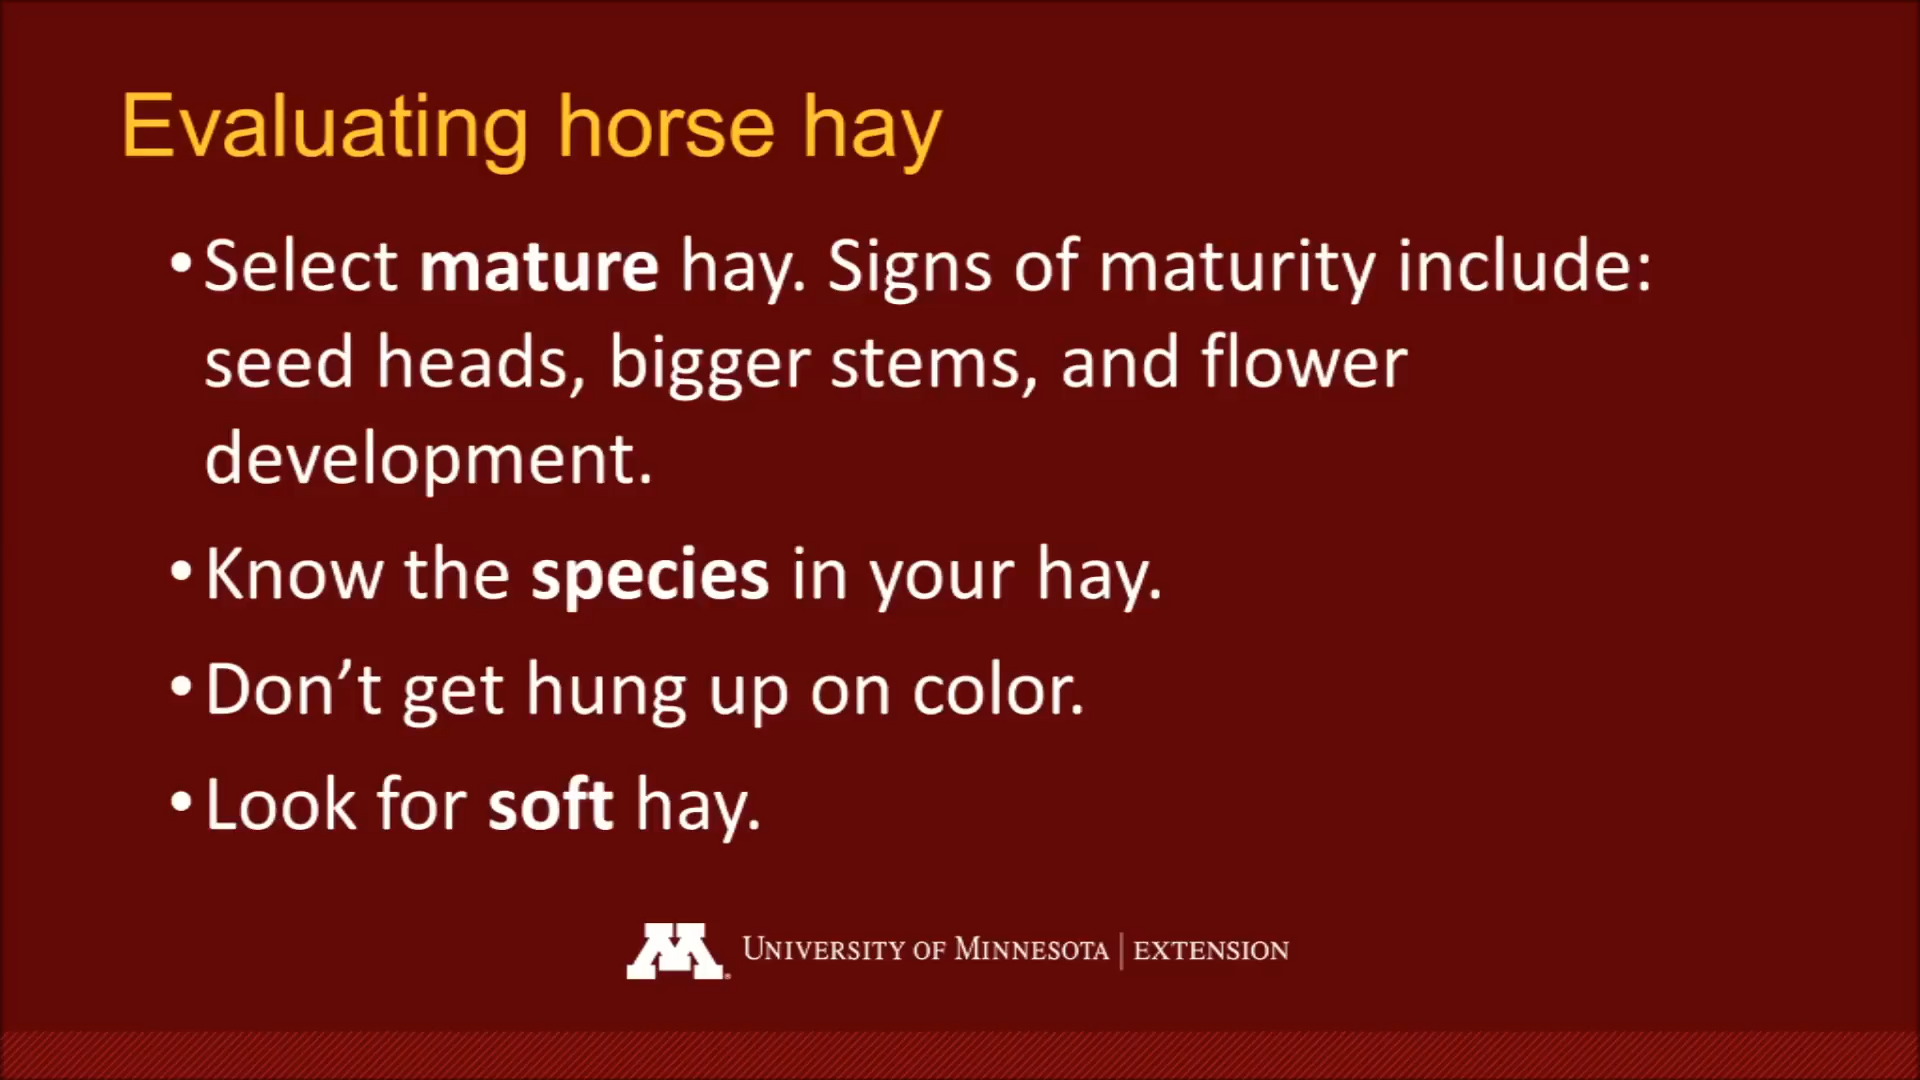 Evaluating horse hay
•Select mature hay. Signs of maturity include:
seed heads, bigger stems, and flower
development.
•Know the species in your hay.
•Don’t get hung up on color.
•Look for soft hay.
M® University of Minnesota | EXTENSION